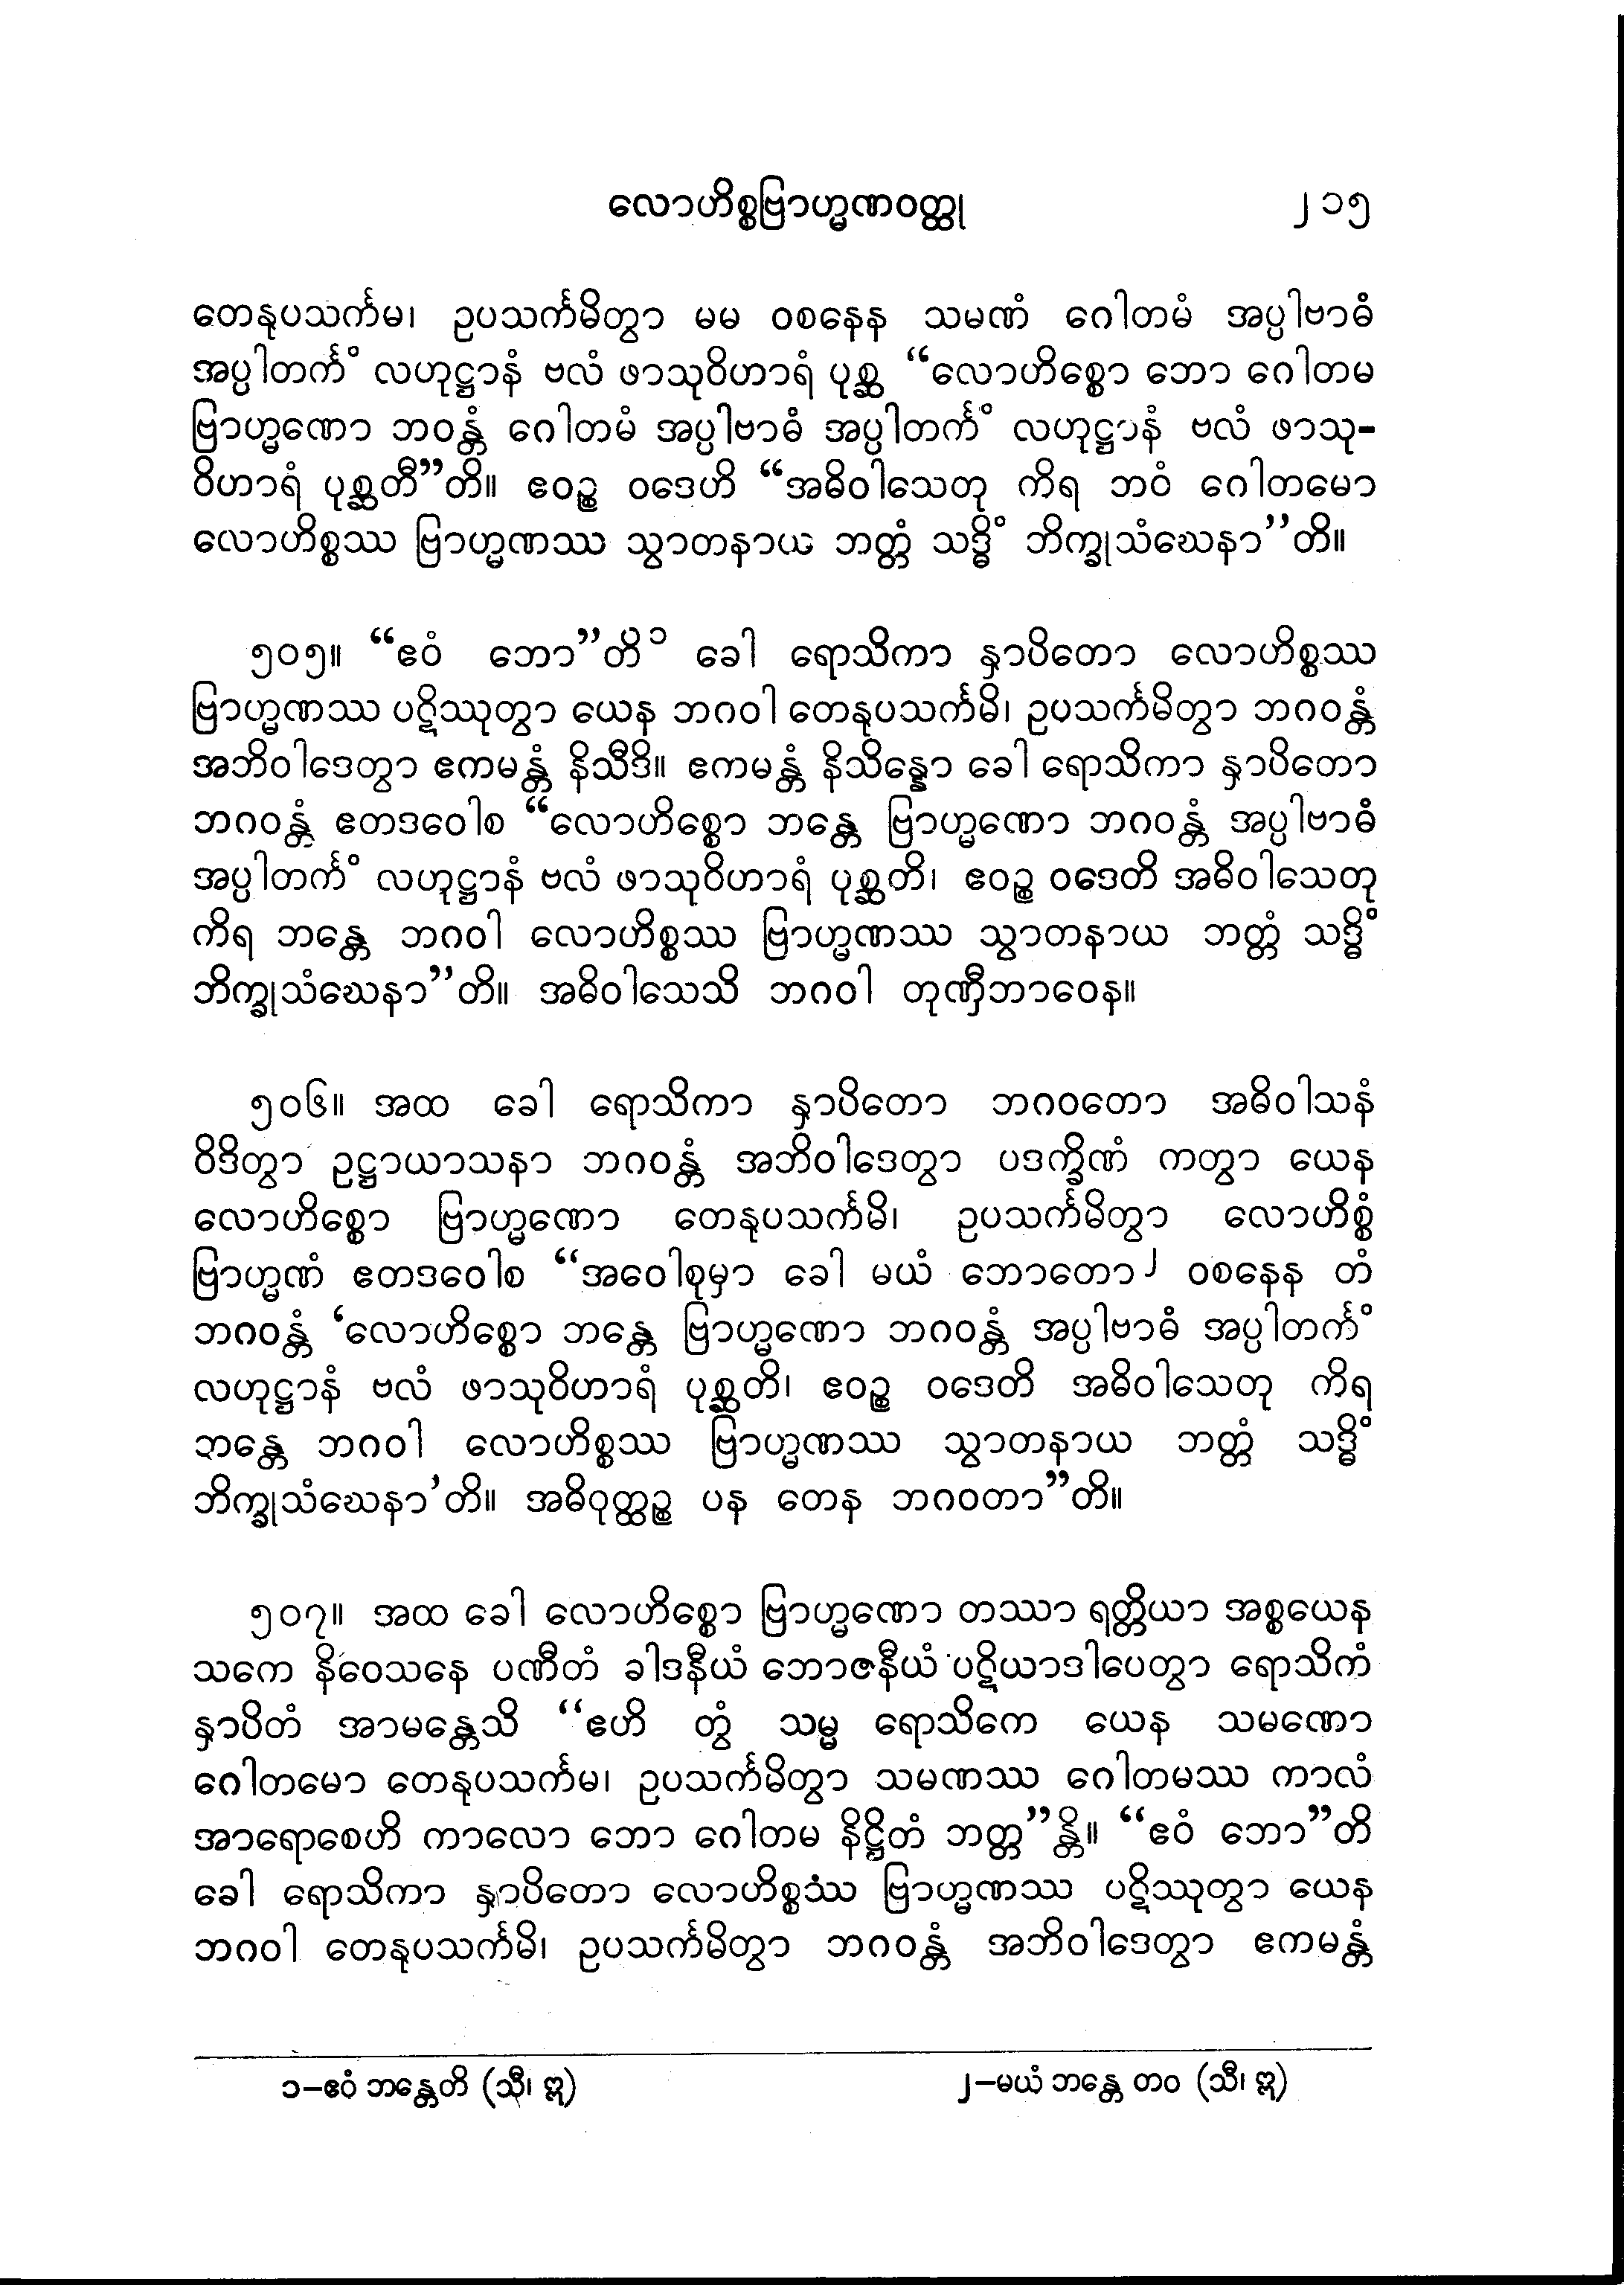 လောဟိစ္စဗြာဟ္မဏဝတ္ထု ၂၁၅
တေနုပသင်္ကမ၊ ဥပသင်္ကမိတွာ မမ ဝစနေန သမဏံ ဂေါတမံ အပ္ပါဗာဓံ
အပ္ပါတင်္ကံ လဟုဋ္ဌာနံ ဗလံ ဖာသုဝိဟာရံ ပုစ္ဆ “လောဟိစ္စော ဘော ဂေါတမ
ဗြာဟ္မဏော ဘဝန္တံ ဂေါတမံ အပ္ပါဗာဓံ အပ္ပါတင်္ကံ လဟုဋ္ဌာနံ ဗလံ ဖာသု-
ဝိဟာရံ ပုစ္ဆတီ”တိ။ ဧဝဉ္စ ဝဒေဟိ “အဓိဝါသေတု ကိရ ဘဝံ ဂေါတမော
လောဟိစ္စဿ ဗြာဟ္မဏဿ သွာတနာယ ဘတ္တံ သဒ္ဓိံ ဘိက္ခုသံဃေနာ”တိ။
၅၀၅။ “ဧဝံ ဘော”တိ၁ ခေါ ရောသိကာ နှာပိတော လောဟိစ္စဿ
ဗြာဟ္မဏဿ ပဋိဿုတွာ ယေန ဘဂဝါ တေနုပသင်္ကမိ၊ ဥပသင်္ကမိတွာ ဘဂဝန္တံ
အဘိဝါဒေတွာ ဧကမန္တံ နိသီဒိ။ ဧကမန္တံ နိသိန္နော ခေါ ရောသိကာ နှာပိတော
ဘဂဝန္တံ ဧတဒဝေါစ “လောဟိစ္စော ဘန္တေ ဗြာဟ္မဏော ဘဂဝန္တံ အပ္ပါဗာဓံ
အပ္ပါတင်္ကံ လဟုဋ္ဌာနံ ဗလံ ဖာသုဝိဟာရံ ပုစ္ဆတိ၊ ဧဝဉ္စ ဝဒေတိ အဓိဝါသေတု
ကိရ ဘန္တေ ဘဂဝါ လောဟိစ္စဿ ဗြာဟ္မဏဿ သွာတနာယ ဘတ္တံ သဒ္ဓိံ
ဘိက္ခုသံဃေနာ”တိ။ အဓိဝါသေသိ ဘဂဝါ တုဏှီဘာဝေန။
၅၀၆။ အထ ခေါ ရောသိကာ နှာပိတော ဘဂဝတော အဓိဝါသနံ
ဝိဒိတွာ ဥဋ္ဌာယာသနာ ဘဂဝန္တံ အဘိဝါဒေတွာ ပဒက္ခိဏံ ကတွာ ယေန
လောဟိစ္စော ဗြာဟ္မဏော တေနုပသင်္ကမိ၊ ဥပသင်္ကမိတွာ လောဟိစ္စံ
ဗြာဟ္မဏံ ဧတဒဝေါစ “အဝေါစုမှာ ခေါ မယံ ဘောတော၂ ဝစနေန တံ
ဘဂဝန္တံ ‘လောဟိစ္စော ဘန္တေ ဗြာဟ္မဏော ဘဂဝန္တံ အပ္ပါဗာဓံ အပ္ပါတင်္ကံ
လဟုဋ္ဌာနံ ဗလံ ဖာသုဝိဟာရံ ပုစ္ဆတိ၊ ဧဝဉ္စ ဝဒေတိ အဓိဝါသေတု ကိရ
ဘန္တေ ဘဂဝါ လောဟိစ္စဿ ဗြာဟ္မဏဿ သွာတနာယ ဘတ္တံ သဒ္ဓိံ
ဘိက္ခုသံဃေနာ’တိ။ အဓိဝုတ္ထဉ္စ ပန တေန ဘဂဝတာ”တိ။
၅၀၇။ အထ ခေါ လောဟိစ္စော ဗြာဟ္မဏော တဿာ ရတ္တိယာ အစ္စယေန
သကေ နိဝေသနေ ပဏီတံ ခါဒနီယံ ဘောဇနီယံ ပဋိယာဒါပေတွာ ရောသိကံ
နှာပိတံ အာမန္တေသိ “ဧဟိ တွံ သမ္မ ရောသိကေ ယေန သမဏော
ဂေါတမော တေနုပသင်္ကမ၊ ဥပသင်္ကမိတွာ သမဏဿ ဂေါတမဿ ကာလံ
အာရောစေဟိ ကာလော ဘော ဂေါတမ နိဋ္ဌိတံ ဘတ္တ”န္တိ။ “ဧဝံ ဘော”တိ
ခေါ ရောသိကာ နှာပိတော လောဟိစ္စဿ ဗြာဟ္မဏဿ ပဋိဿုတွာ ယေန
ဘဂဝါ တေနုပသင်္ကမိ၊ ဥပသင်္ကမိတွာ ဘဂဝန္တံ အဘိဝါဒေတွာ ဧကမန္တံ
၁–ဧဝံ ဘန္တေတိ (သီ၊ ဣ) ၂–မယံ ဘန္တေ တဝ (သီ၊ ဣ)